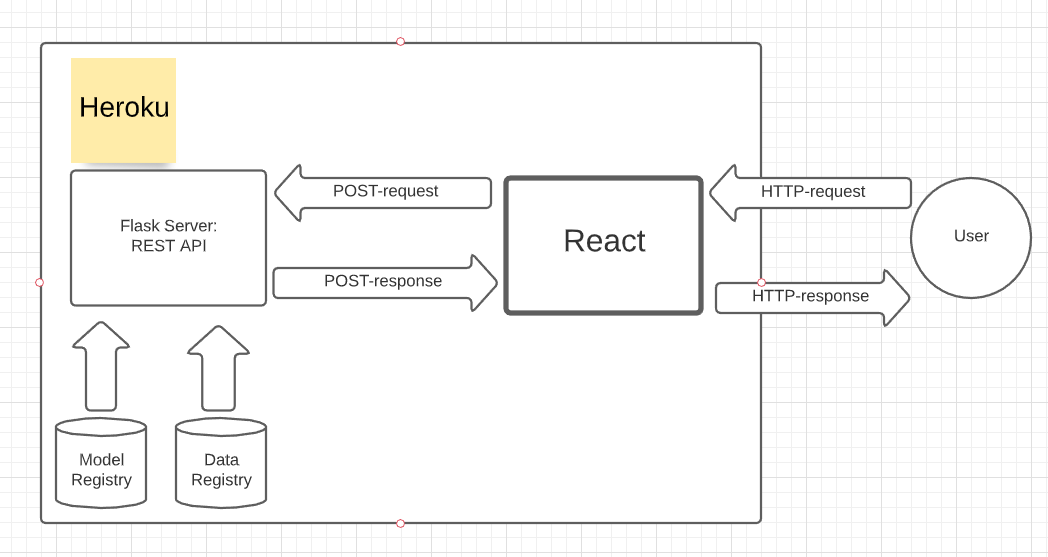 Heroku
POST-request
HTTP-request
Flask Server:
REST API
React
User
POST-response
HTTP-response
Model
Registry
Data
Registry